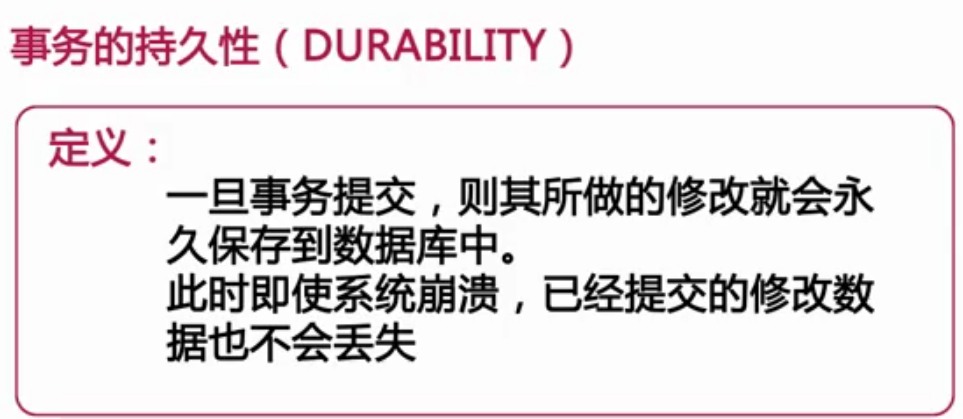 事务的持久性（DURABILITY）
定义：
一旦事务提交，则其所做的修改就会永
久保存到数据库中。
此时即使系统崩溃，已经提交的修改数
据也不会丢失